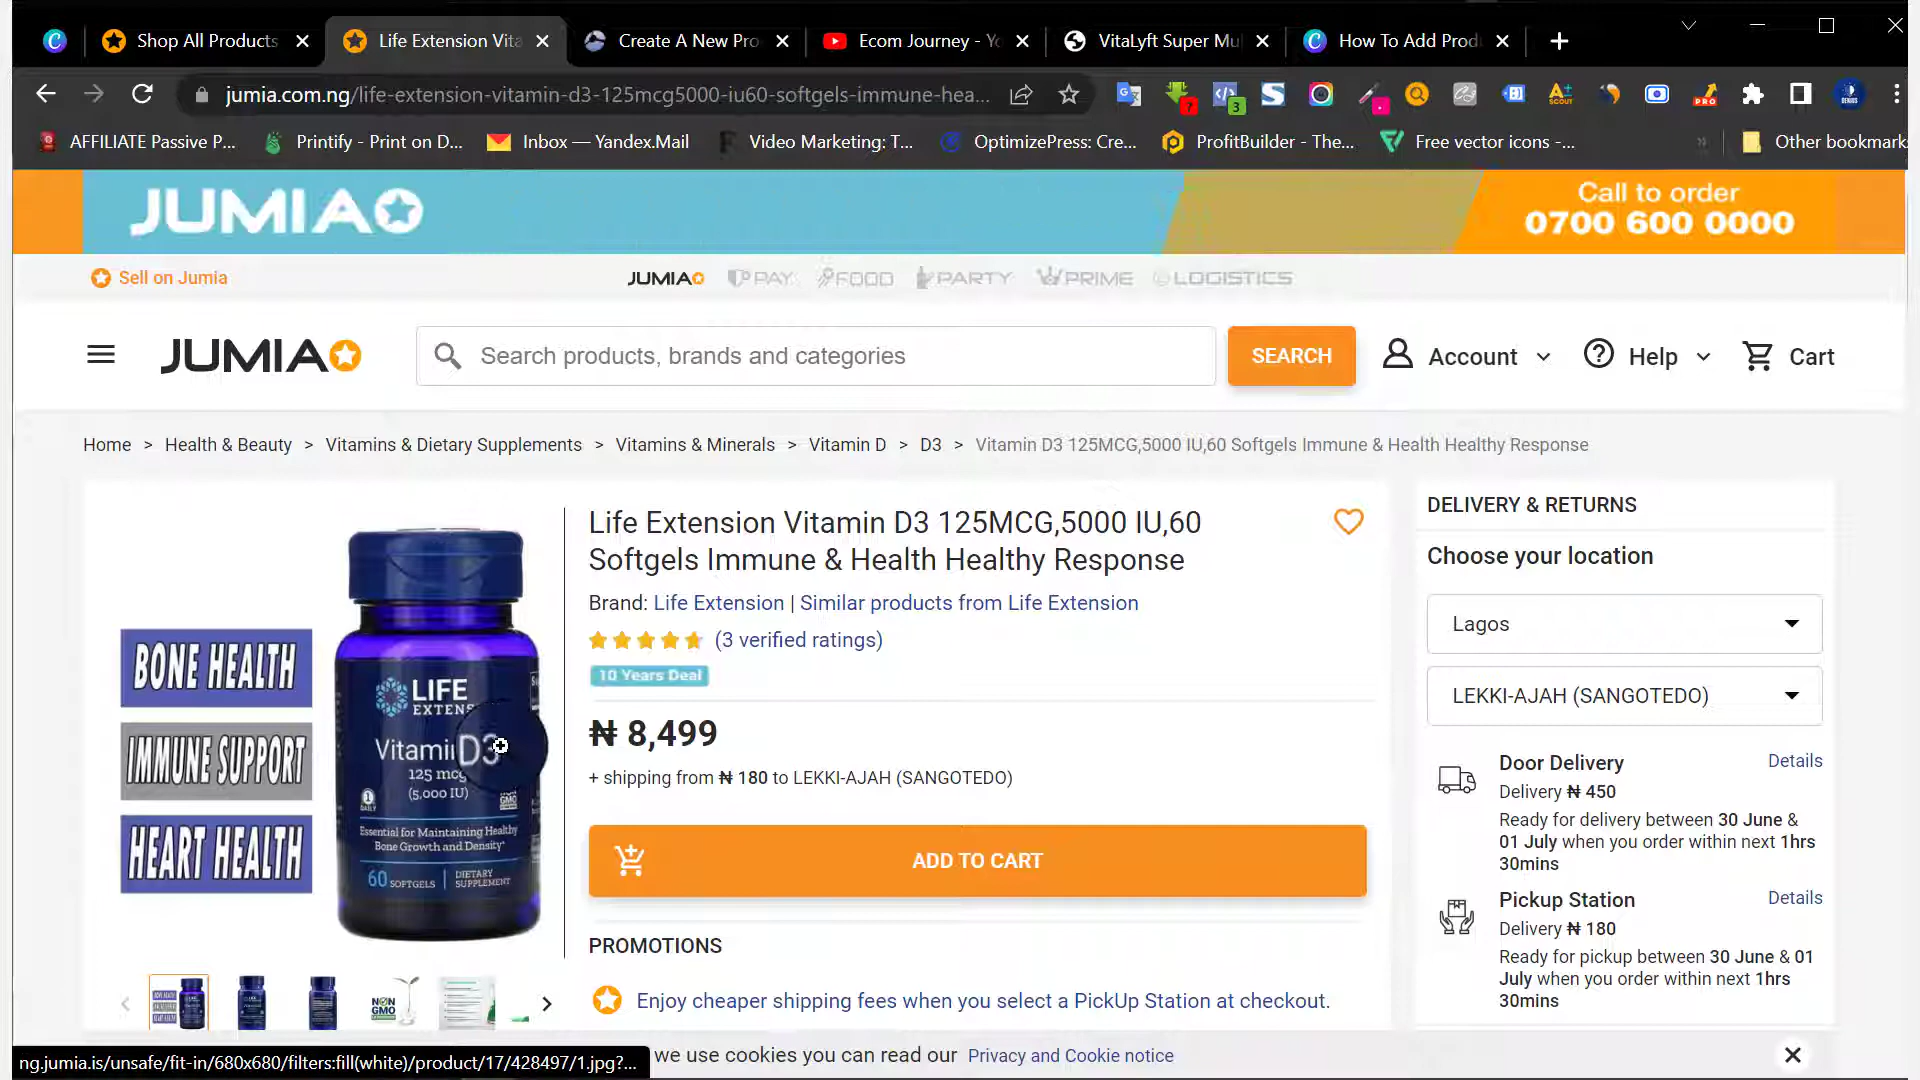 Shop All Products
Life Extension Vita
Create A New Pro
Ecom Journey - Yo
VitaLyft Super Mu
How To Add Prod
jumia.com.ng/life-extension-vitamin-d3-125mcg5000-iu60-softgels-immune-hea...
AFFILIATE Passive P...
Printify - Print on D...
Inbox — Yandex.Mail
Video Marketing: T...
OptimizePress: Cre...
ProfitBuilder - The...
Free vector icons -...
Other bookmarks
JUMIA
Call to order
0700 600 0000
Sell on Jumia
JUMIA PAY FOOD PARTY PRIME LOGISTICS
JUMIA
Search products, brands and categories
SEARCH
Account
Help
Cart
Home > Health & Beauty > Vitamins & Dietary Supplements > Vitamins & Minerals > Vitamin D > D3 > Vitamin D3 125MCG,5000 IU,60 Softgels Immune & Health Healthy Response
BONE HEALTH
IMMUNE SUPPORT
HEART HEALTH
LIFE
EXTENS
Vitamin D3
125 mcg
(5,000 IU)
1
DAILY
GMO
Essential for Maintaining Healthy
Bone Growth and Density*
60 SOFTGELS
DIETARY
SUPPLEMENT
NON
GMO
Life Extension Vitamin D3 125MCG,5000 IU,60
Softgels Immune & Health Healthy Response
Brand: Life Extension | Similar products from Life Extension
(3 verified ratings)
10 Years Deal
₦ 8,499
+ shipping from ₦ 180 to LEKKI-AJAH (SANGOTEDO)
ADD TO CART
PROMOTIONS
Enjoy cheaper shipping fees when you select a PickUp Station at checkout.
DELIVERY & RETURNS
Choose your location
Lagos
LEKKI-AJAH (SANGOTEDO)
Door Delivery
Details
Delivery ₦ 450
Ready for delivery between 30 June &
01 July when you order within next 1hrs
30mins
Pickup Station
Details
Delivery ₦ 180
Ready for pickup between 30 June & 01
July when you order within next 1hrs
30mins
ng.jumia.is/unsafe/fit-in/680x680/filters:fill(white)/product/17/428497/1.jpg?...
we use cookies you can read our Privacy and Cookie notice